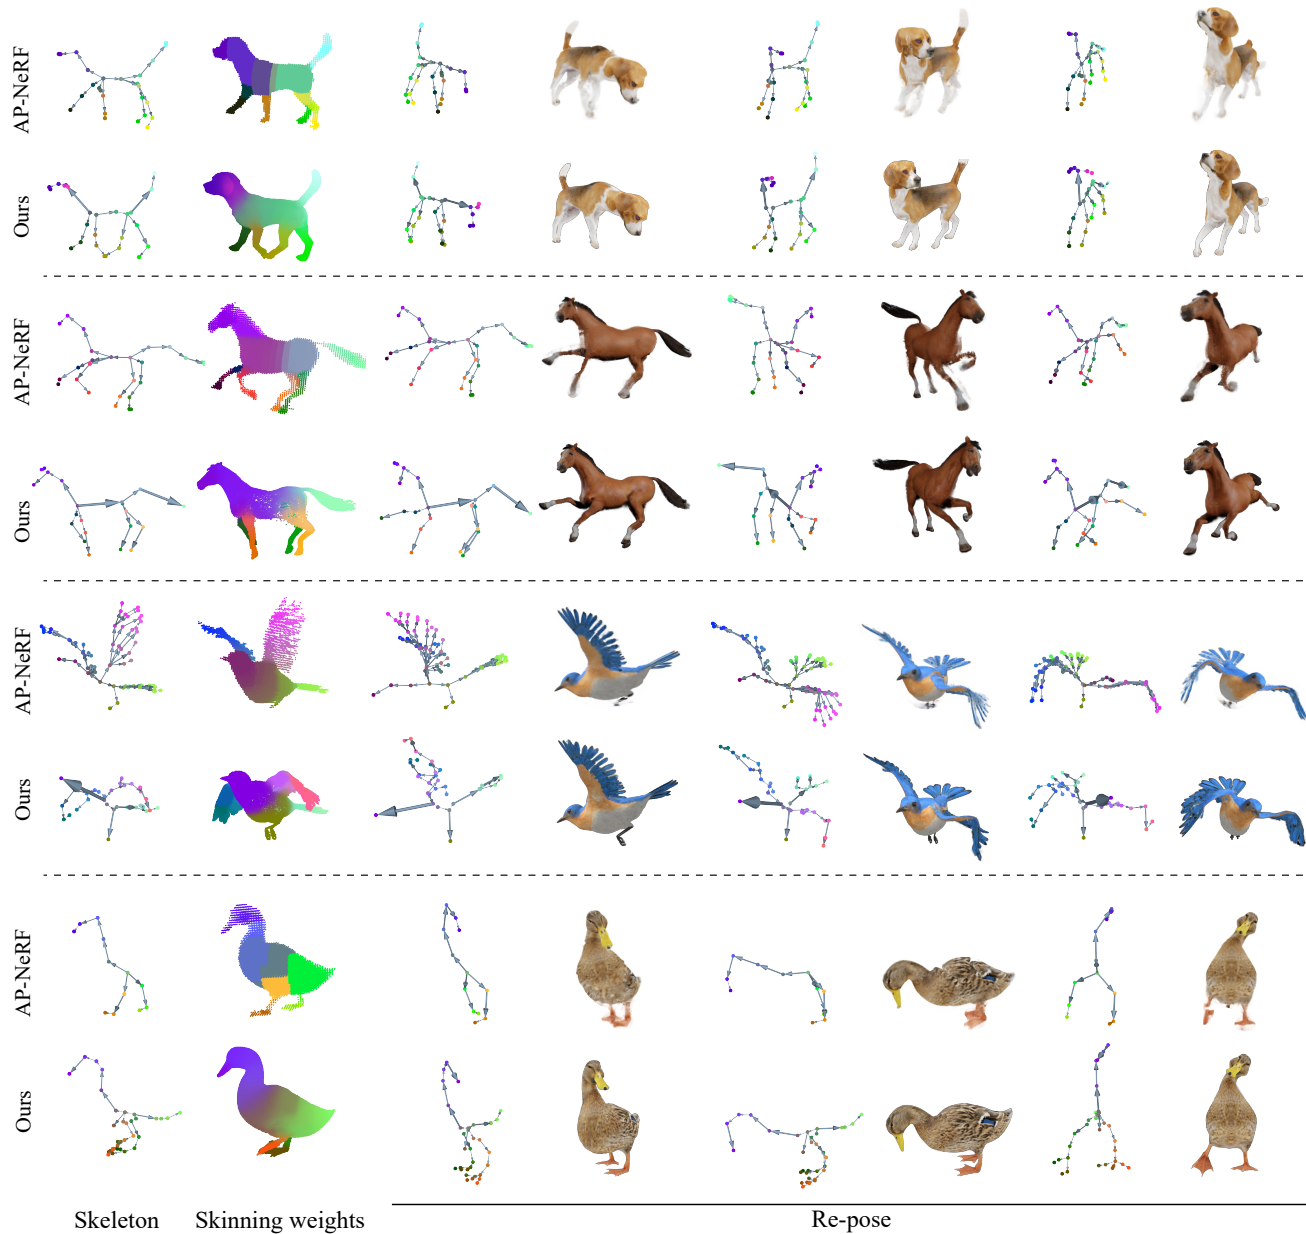 AP-NeRF
Ours
AP-NeRF
Ours
AP-NeRF
Ours
AP-NeRF
Ours
Skeleton
Skinning weights
Re-pose